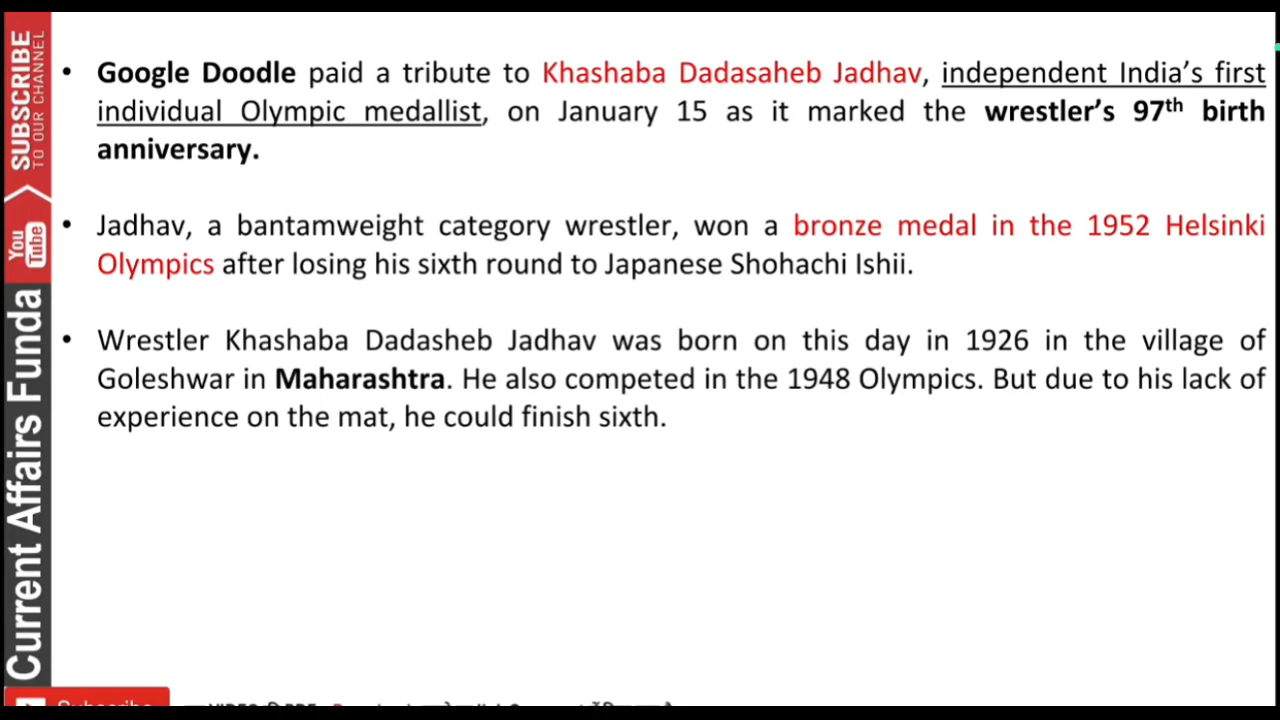 SUBSCRIBE
TO OUR CHANNEL
You
Tube
Current Affairs Funda
• Google Doodle paid a tribute to Khashaba Dadasaheb Jadhav, independent India's first
individual Olympic medallist, on January 15 as it marked the wrestler's 97th birth
anniversary.
• Jadhav, a bantamweight category wrestler, won a bronze medal in the 1952 Helsinki
Olympics after losing his sixth round to Japanese Shohachi Ishii.
• Wrestler Khashaba Dadasheb Jadhav was born on this day in 1926 in the village of
Goleshwar in Maharashtra. He also competed in the 1948 Olympics. But due to his lack of
experience on the mat, he could finish sixth.
Subscribe